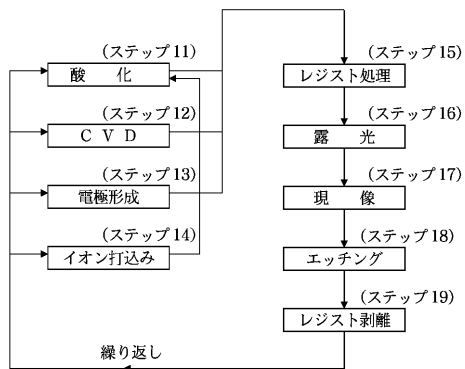 (ステップ11)
酸 化
(ステップ12)
C V D
(ステップ13)
電極形成
(ステップ14)
イオン打込み
(ステップ15)
レジスト処理
(ステップ16)
露 光
(ステップ17)
現 像
(ステップ18)
エッチング
(ステップ19)
レジスト剥離
繰り返し